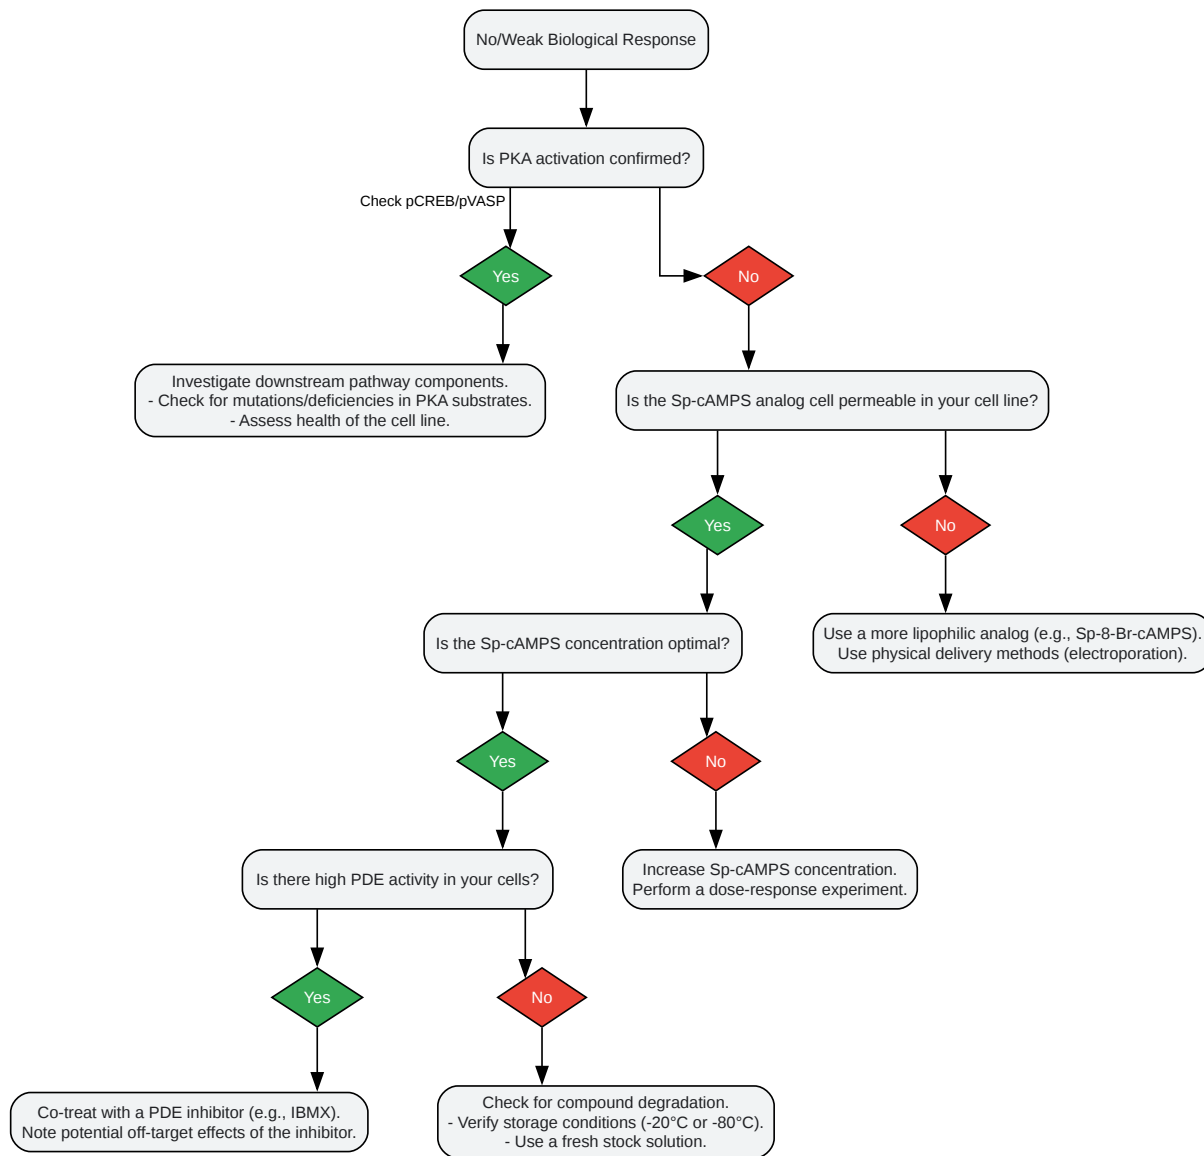 No/Weak Biological Response
Is PKA activation confirmed?
Check pCREB/pVASP
Yes
No
Investigate downstream pathway components.
- Check for mutations/deficiencies in PKA substrates.
- Assess health of the cell line.
Is the Sp-cAMPS analog cell permeable in your cell line?
Yes
No
Is the Sp-cAMPS concentration optimal?
Use a more lipophilic analog (e.g., Sp-8-Br-cAMPS).
Use physical delivery methods (electroporation).
Yes
No
Is there high PDE activity in your cells?
Increase Sp-cAMPS concentration.
Perform a dose-response experiment.
Yes
No
Co-treat with a PDE inhibitor (e.g., IBMX).
Note potential off-target effects of the inhibitor.
Check for compound degradation.
- Verify storage conditions (-20°C or -80°C).
- Use a fresh stock solution.